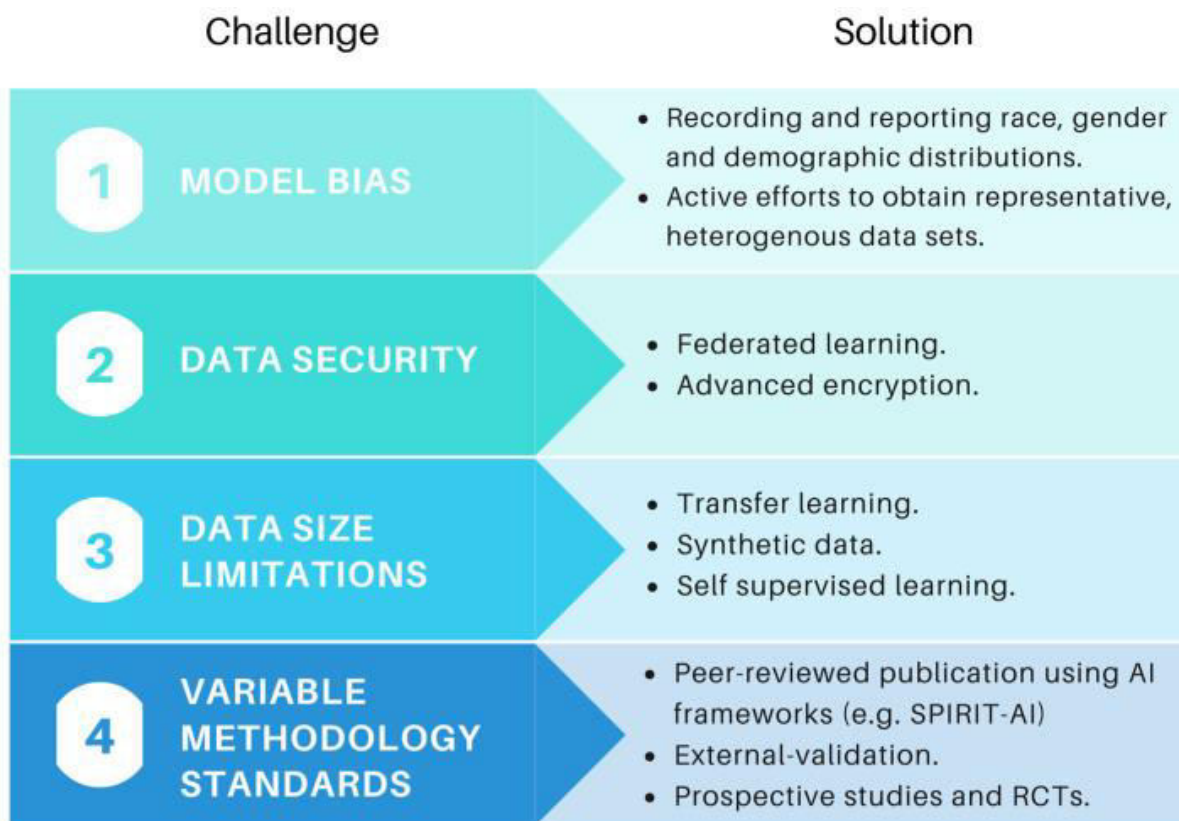 Challenge
Solution
1
MODEL BIAS
• Recording and reporting race, gender
and demographic distributions.
• Active efforts to obtain representative,
heterogenous data sets.
2
DATA SECURITY
• Federated learning.
• Advanced encryption.
3
DATA SIZE
LIMITATIONS
• Transfer learning.
• Synthetic data.
• Self supervised learning.
4
VARIABLE
METHODOLOGY
STANDARDS
• Peer-reviewed publication using AI
frameworks (e.g. SPIRIT-AI)
• External-validation.
• Prospective studies and RCTs.